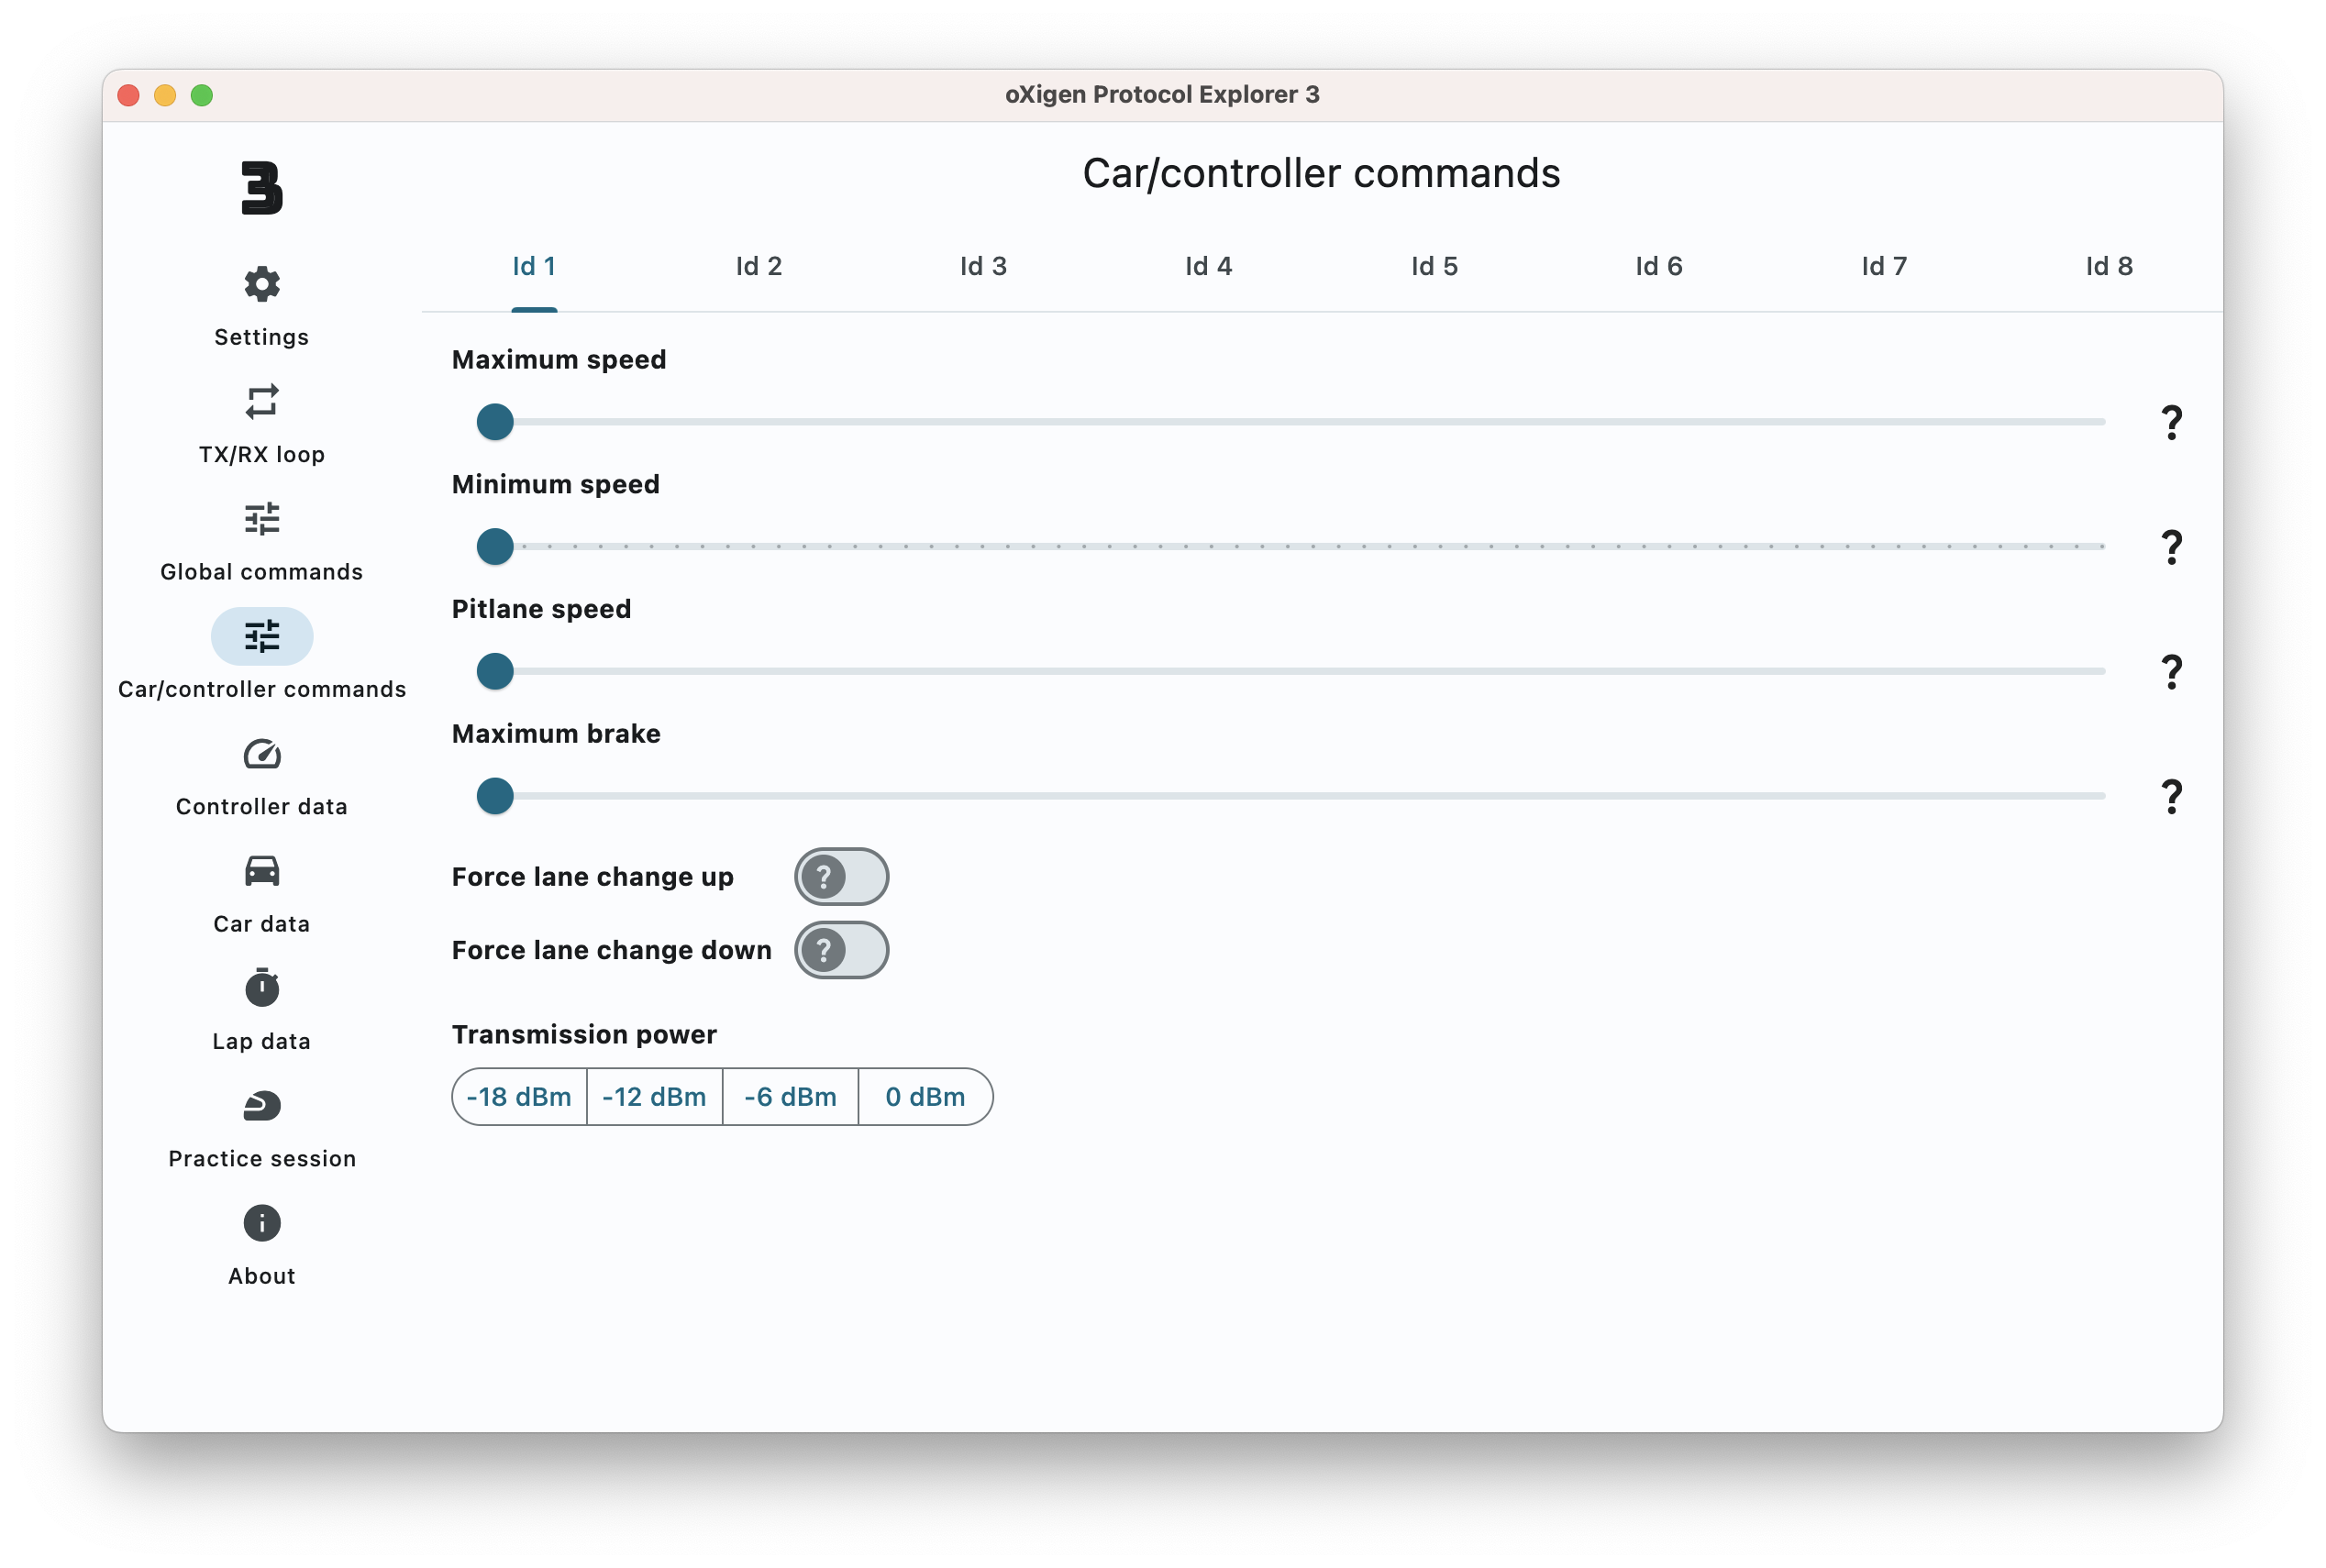 oXigen Protocol Explorer 3
3
Settings
TX/RX loop
Global commands
Car/controller commands
Controller data
Car data
Lap data
Practice session
About
Car/controller commands
Id 1 Id 2 Id 3 Id 4 Id 5 Id 6 Id 7 Id 8
Maximum speed
?
Minimum speed
?
Pitlane speed
?
Maximum brake
?
Force lane change up ?
Force lane change down ?
Transmission power
-18 dBm -12 dBm -6 dBm 0 dBm